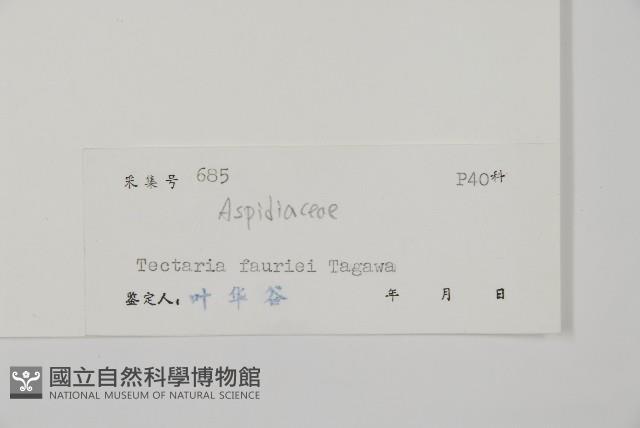 采集号 685 P40科
Aspidiaceae
Tectaria fauriei Tagawa
鉴定人: 叶华谷 年 月 日
國立自然科學博物館
NATIONAL MUSEUM OF NATURAL SCIENCE